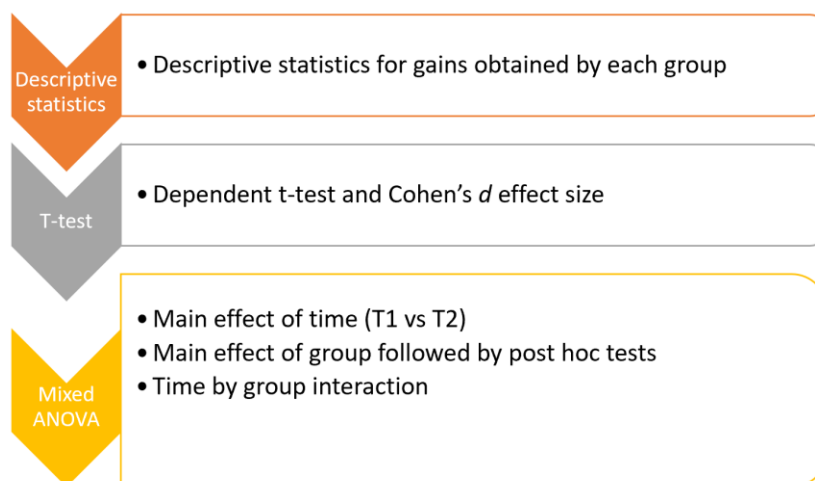 Descriptive
statistics
• Descriptive statistics for gains obtained by each group
T-test
• Dependent t-test and Cohen’s d effect size
Mixed
ANOVA
• Main effect of time (T1 vs T2)
• Main effect of group followed by post hoc tests
• Time by group interaction